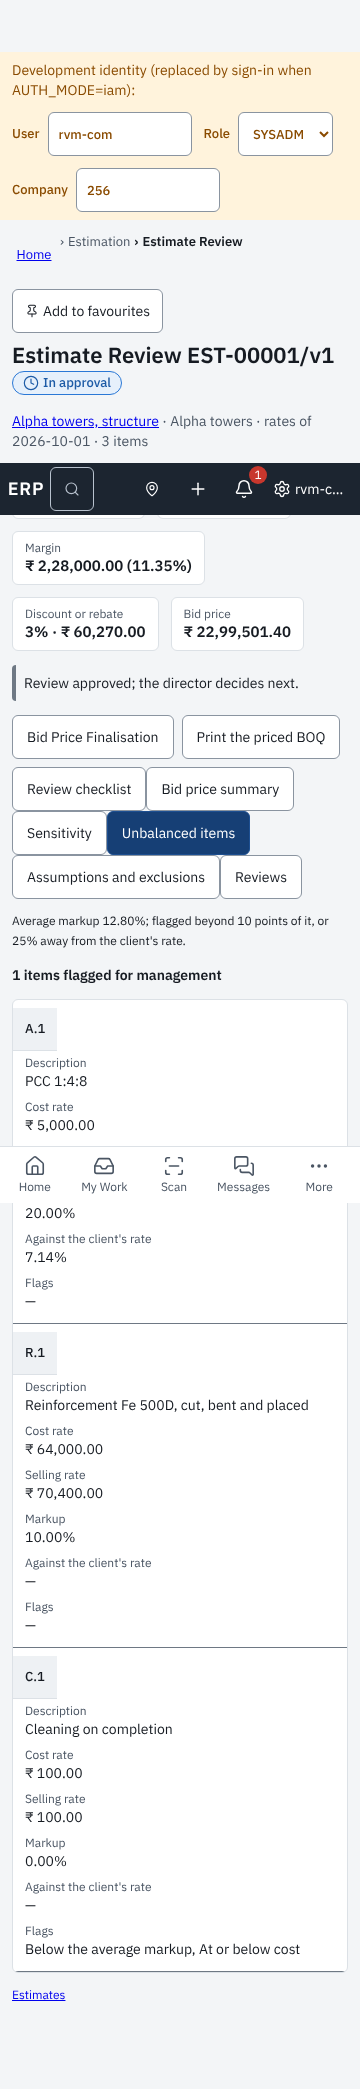 Development identity (replaced by sign-in when
AUTH_MODE=iam):
User rvm-com Role SYSADM
Company 256
Home › Estimation › Estimate Review
Add to favourites
Estimate Review EST-00001/v1
In approval
Alpha towers, structure · Alpha towers · rates of
2026-10-01 · 3 items
ERP 1 rvm-c...
Margin
₹ 2,28,000.00 (11.35%)
Discount or rebate
3% · ₹ 60,270.00
Bid price
₹ 22,99,501.40
Review approved; the director decides next.
Bid Price Finalisation Print the priced BOQ
Review checklist Bid price summary
Sensitivity Unbalanced items
Assumptions and exclusions Reviews
Average markup 12.80%; flagged beyond 10 points of it, or
25% away from the client's rate.
1 items flagged for management
A.1
Description
PCC 1:4:8
Cost rate
₹ 5,000.00
Home My Work Scan Messages More
20.00%
Against the client's rate
7.14%
Flags
—
R.1
Description
Reinforcement Fe 500D, cut, bent and placed
Cost rate
₹ 64,000.00
Selling rate
₹ 70,400.00
Markup
10.00%
Against the client's rate
—
Flags
—
C.1
Description
Cleaning on completion
Cost rate
₹ 100.00
Selling rate
₹ 100.00
Markup
0.00%
Against the client's rate
—
Flags
Below the average markup, At or below cost
Estimates